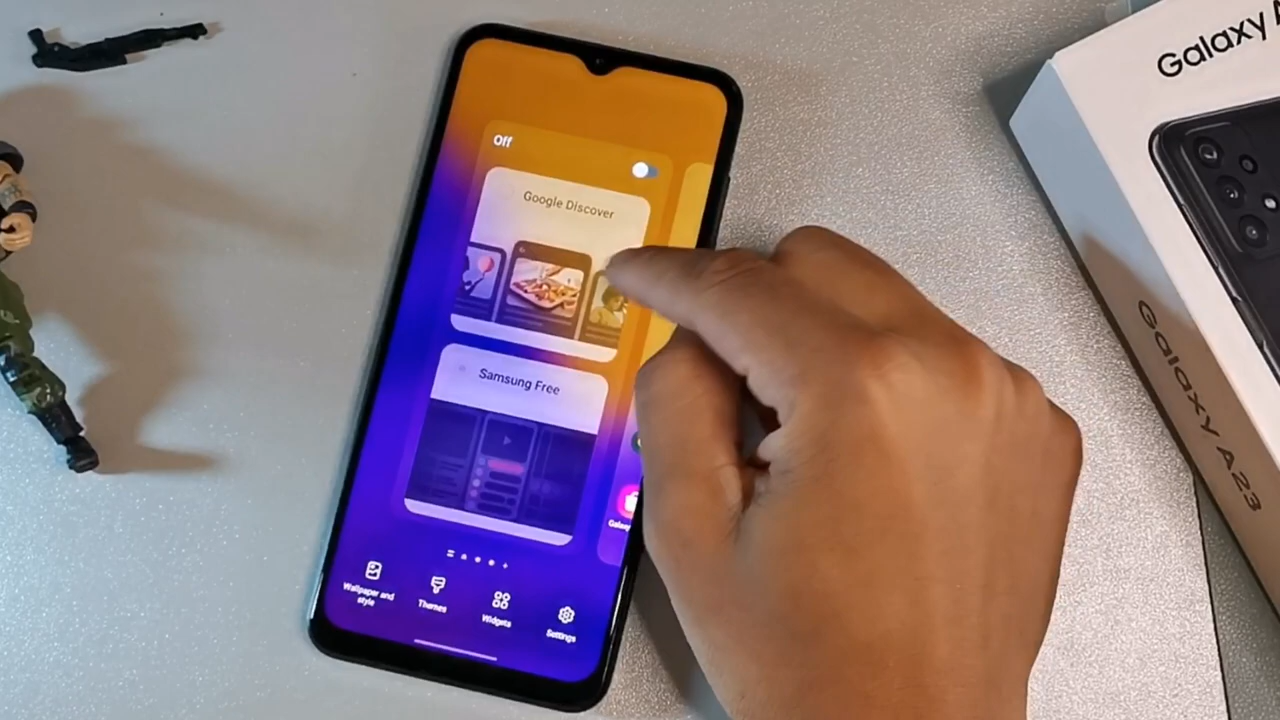 Off
Google Discover
Samsung Free
Wallpaper and
style
Themes
Widgets
Settings
Galaxy
Galaxy A23